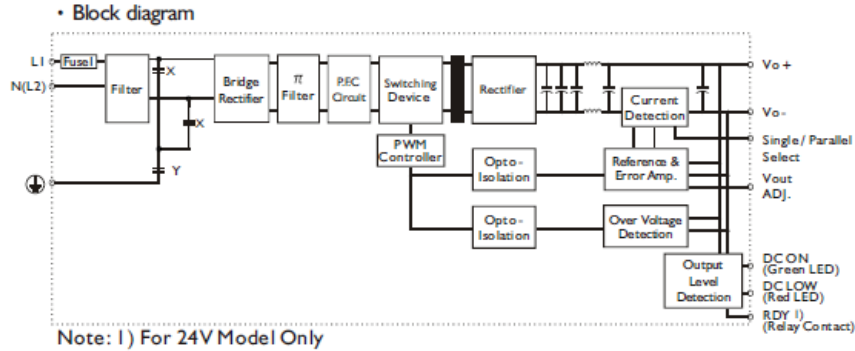 • Block diagram
L1
Fuse1
N(L2)
Filter
X
X
Y
Bridge
Rectifier
π
Filter
P.F.C
Circuit
Switching
Device
PWM
Controller
Rectifier
Opto-
Isolation
Opto-
Isolation
Current
Detection
Reference &
Error Amp.
Over Voltage
Detection
Output
Level
Detection
Vo+
Vo-
Single/ Parallel
Select
Vout
ADJ.
DC ON
(Green LED)
DC LOW
(Red LED)
RDY 1)
(Relay Contact)
Note: 1) For 24V Model Only